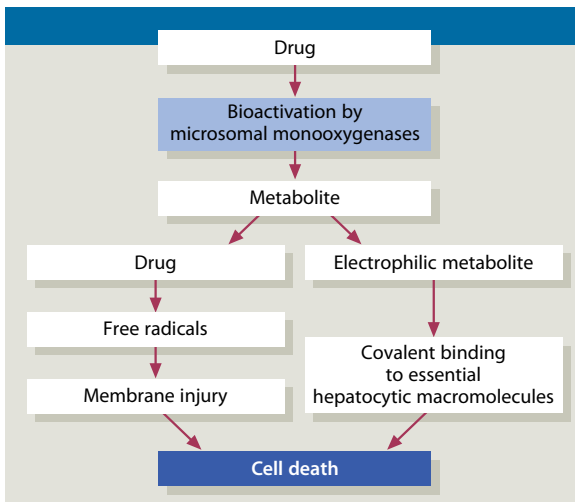 Drug
Bioactivation by
microsomal monooxygenases
Metabolite
Drug
Electrophilic metabolite
Free radicals
Covalent binding
to essential
hepatocytic macromolecules
Membrane injury
Cell death